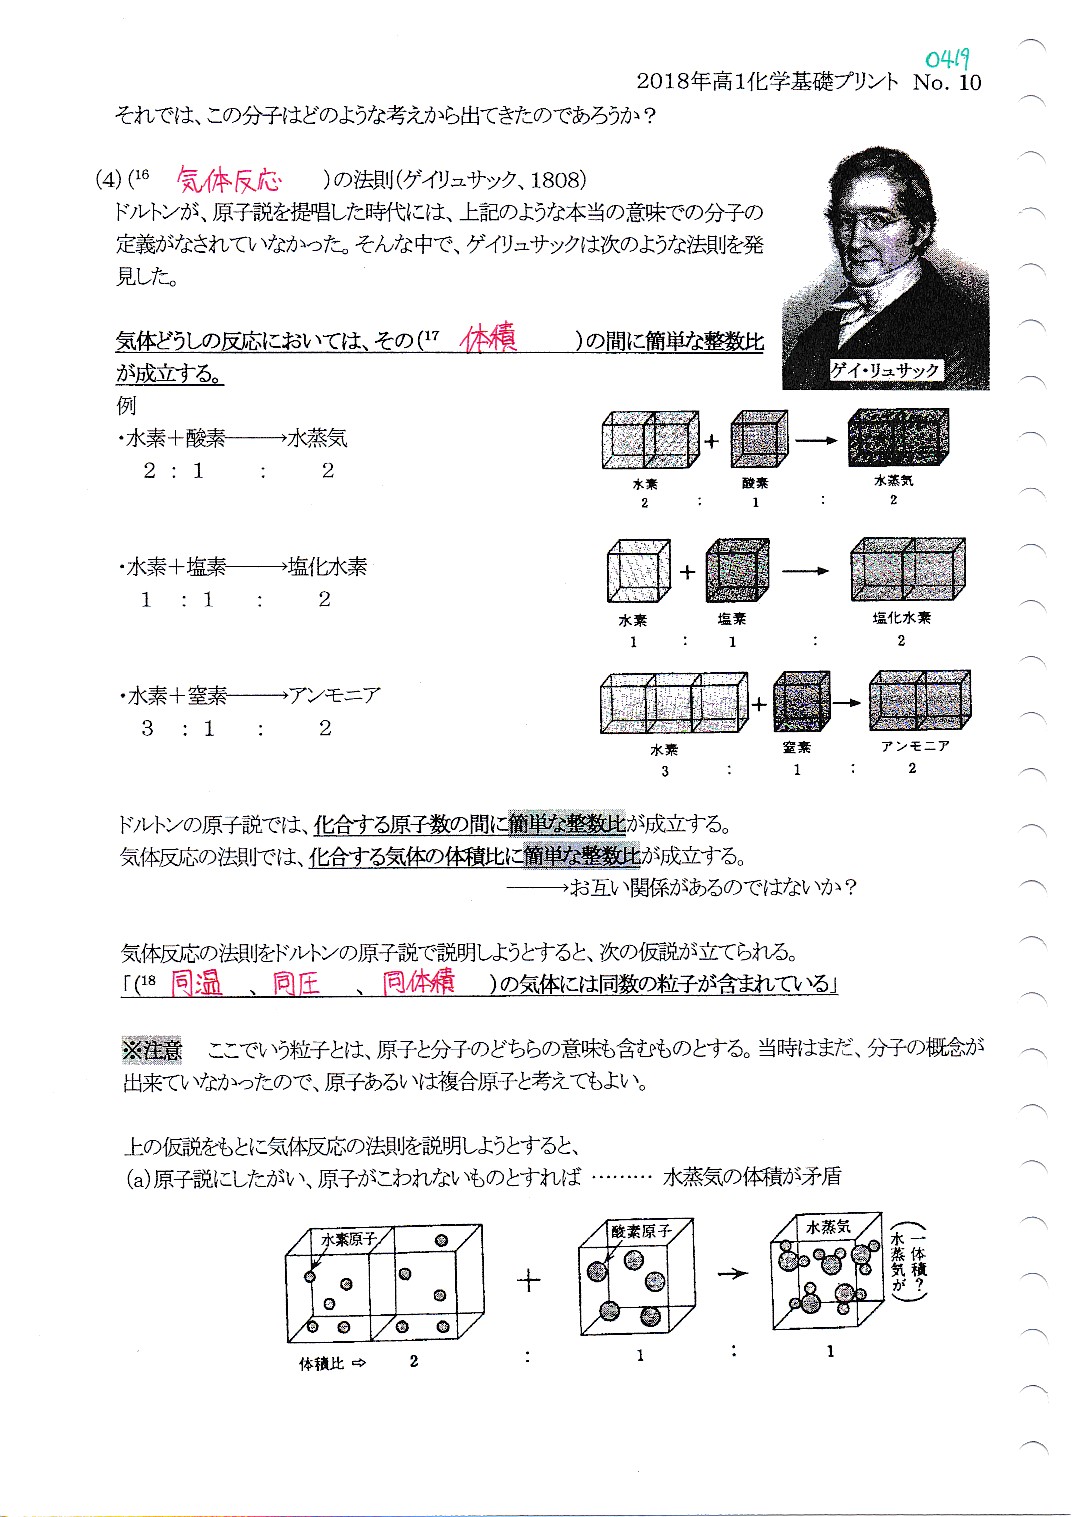 0419
2018年高1化学基礎プリント No. 10
それでは、この分子はどのような考えから出てきたのであろうか？
(4) (16 気体反応 )の法則(ゲイリュサック、1808)
ドルトンが、原子説を提唱した時代には、上記のような本当の意味での分子の
定義がなされていなかった。そんな中で、ゲイリュサックは次のような法則を発
見した。
気体どうしの反応においては、その(17 体積 )の間に簡単な整数比
が成立する。
ゲイ・リュサック
例
・水素＋酸素―――→水蒸気
2 : 1 : 2
水素 + 酸素 → 水蒸気
2 : 1 : 2
・水素＋塩素―――→塩化水素
1 : 1 : 2
水素 + 塩素 → 塩化水素
1 : 1 : 2
・水素＋窒素―――→アンモニア
3 : 1 : 2
水素 + 窒素 → アンモニア
3 : 1 : 2
ドルトンの原子説では、化合する原子数の間に簡単な整数比が成立する。
気体反応の法則では、化合する気体の体積比に簡単な整数比が成立する。
―――→お互い関係があるのではないか？
気体反応の法則をドルトンの原子説で説明しようとすると、次の仮説が立てられる。
「(18 同温 、 同圧 、 同体積 )の気体には同数の粒子が含まれている」
※注意 ここでいう粒子とは、原子と分子のどちらの意味も含むものとする。当時はまだ、分子の概念が
出来ていなかったので、原子あるいは複合原子と考えてもよい。
上の仮説をもとに気体反応の法則を説明しようとすると、
(a)原子説にしたがい、原子がこわれないものとすれば ……… 水蒸気の体積が矛盾
水素原子 + 酸素原子 → 水蒸気
(水蒸気が
一体積？)
体積比 ⇨ 2 : 1 : 1